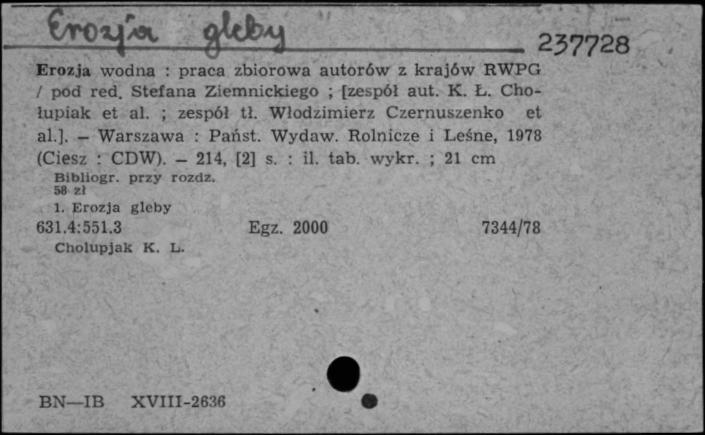 Erozja gleby
237728
Erozja wodna : praca zbiorowa autorów z krajów RWPG
/ pod red. Stefana Ziemnickiego ; [zespół aut. K. Ł. Cho-
łupiak et al. ; zespół tł. Włodzimierz Czernuszenko et
al.]. — Warszawa : Państ. Wydaw. Rolnicze i Leśne, 1978
(Ciesz : CDW). — 214, [2] s. : il. tab. wykr. ; 21 cm
Bibliogr. przy rozdz.
58 zł
1. Erozja gleby
631.4:551.3 Egz. 2000 7344/78
Chołupjak K. L.
BN—IB XVIII-2636